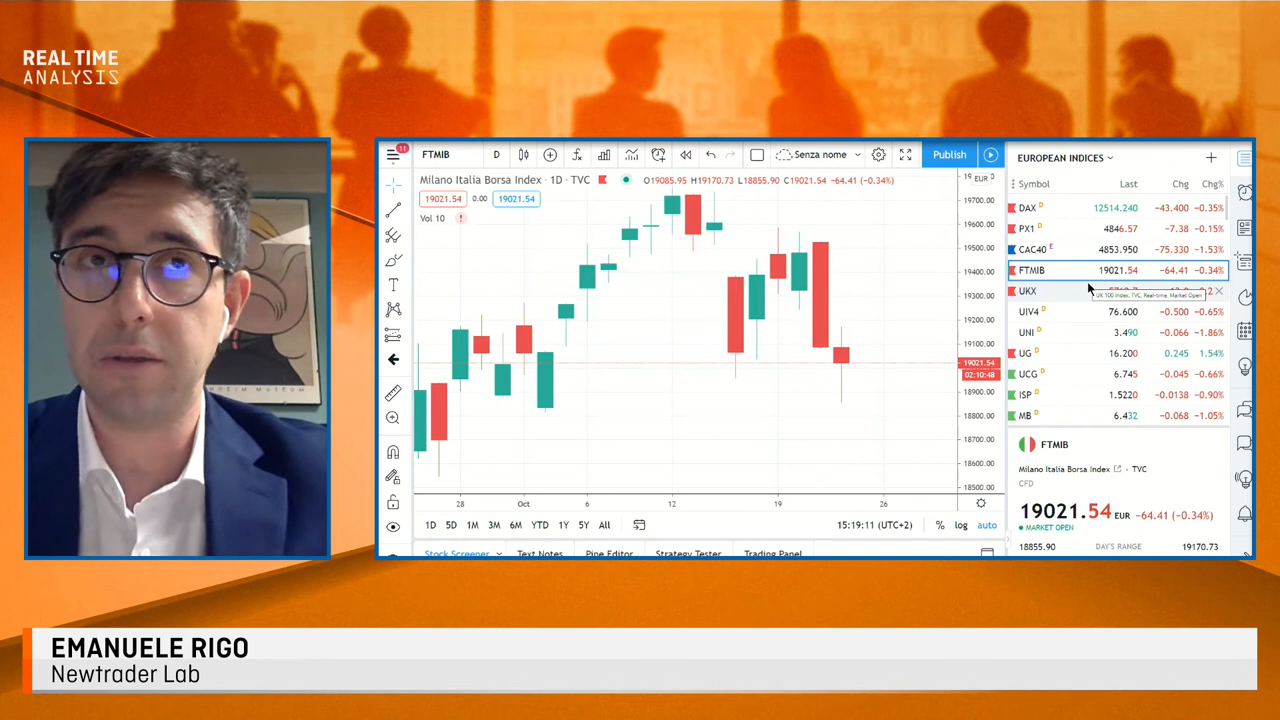 REAL TIME
ANALYSIS
11
FTMIB
D
Senza nome
Publish
Milano Italia Borsa Index · 1D · TVC O19085.95 H19170.73 L18855.90 C19021.54 −64.41 (−0.34%)
19021.54 0.00 19021.54
Vol 10
EUR
19700.00
19600.00
19500.00
19400.00
19300.00
19200.00
19100.00
19021.54
02:10:48
18900.00
18800.00
18700.00
18600.00
18500.00
28 Oct 6 12 19 26
1D 5D 1M 3M 6M YTD 1Y 5Y All
15:19:11 (UTC+2) % log auto
Stock Screener Text Notes Pine Editor Strategy Tester Trading Panel
EUROPEAN INDICES
Symbol Last Chg Chg%
DAX D 12514.240 −43.400 −0.35%
PX1 D 4846.57 −7.38 −0.15%
CAC40 E 4853.950 −75.330 −1.53%
FTMIB 19021.54 −64.41 −0.34%
UKX
UK 100 Index, TVC, Real-time, Market Open
UIV4 D 76.600 −0.500 −0.65%
UNI D 3.490 −0.066 −1.86%
UG D 16.200 0.245 1.54%
UCG D 6.745 −0.045 −0.66%
ISP D 1.5220 −0.0138 −0.90%
MB D 6.432 −0.068 −1.05%
FTMIB
Milano Italia Borsa Index · TVC
CFD
19021.54 EUR −64.41 (−0.34%)
MARKET OPEN
18855.90 DAY'S RANGE 19170.73
EMANUELE RIGO
Newtrader Lab